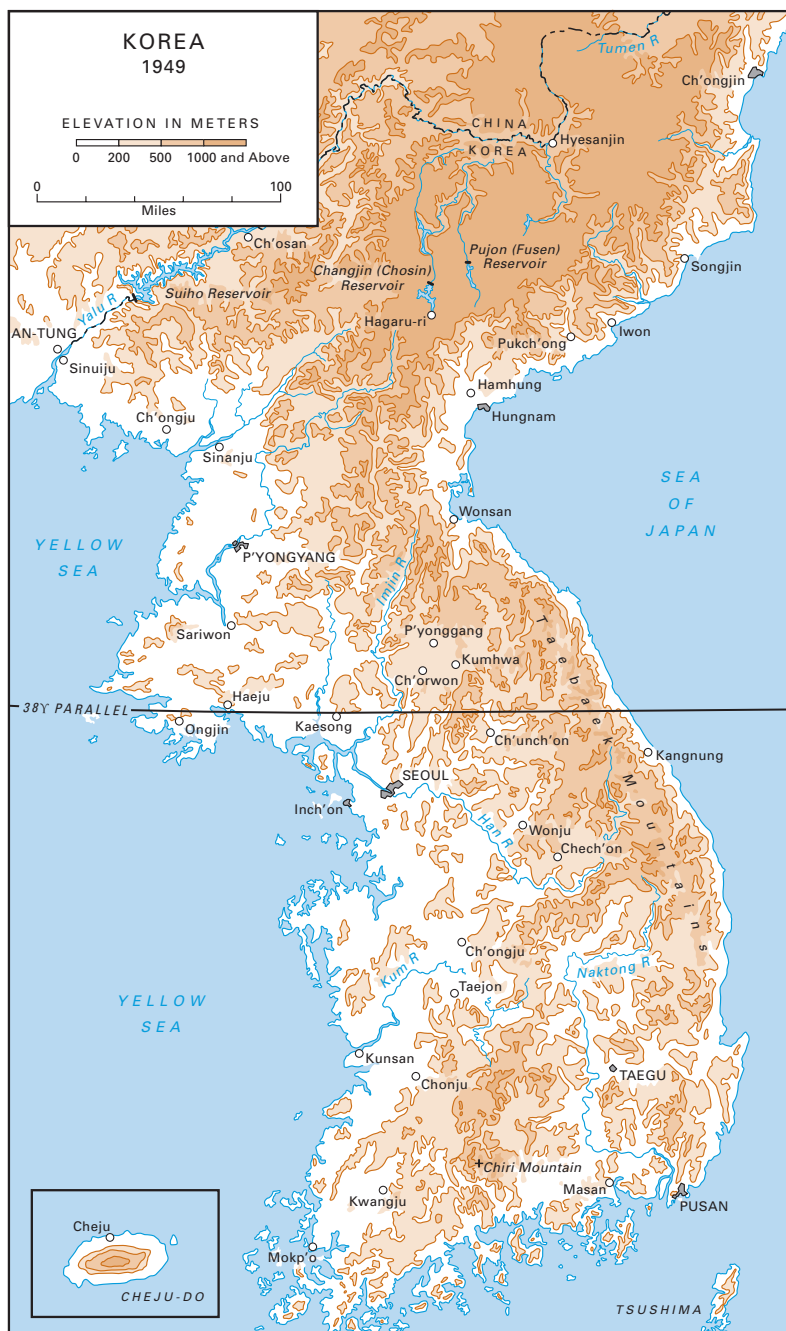 KOREA
1949
ELEVATION IN METERS
0 200 500 1000 and Above
0 100
Miles
Tumen R
Ch'ongjin
CHINA
KOREA
Hyesanjin
Ch'osan
Changjin (Chosin)
Reservoir
Pujon (Fusen)
Reservoir
Songjin
Suiho Reservoir
Yalu R
Hagaru-ri
Iwon
AN-TUNG
Pukch'ong
Sinuiju
Hamhung
Hungnam
Ch'ongju
Sinanju
SEA
OF
JAPAN
Wonsan
YELLOW
SEA
P'YONGYANG
Imjin R
Sariwon
P'yonggang
Kumhwa
Ch'orwon
Taebaek Mountains
Haeju
38ϒ PARALLEL
Ongjin
Kaesong
Ch'unch'on
Kangnung
SEOUL
Inch'on
Han R
Wonju
Chech'on
Ch'ongju
Kum R
Naktong R
Taejon
YELLOW
SEA
Kunsan
Chonju
TAEGU
Chiri Mountain
Kwangju
Masan
PUSAN
Cheju
Mokp'o
CHEJU-DO
TSUSHIMA